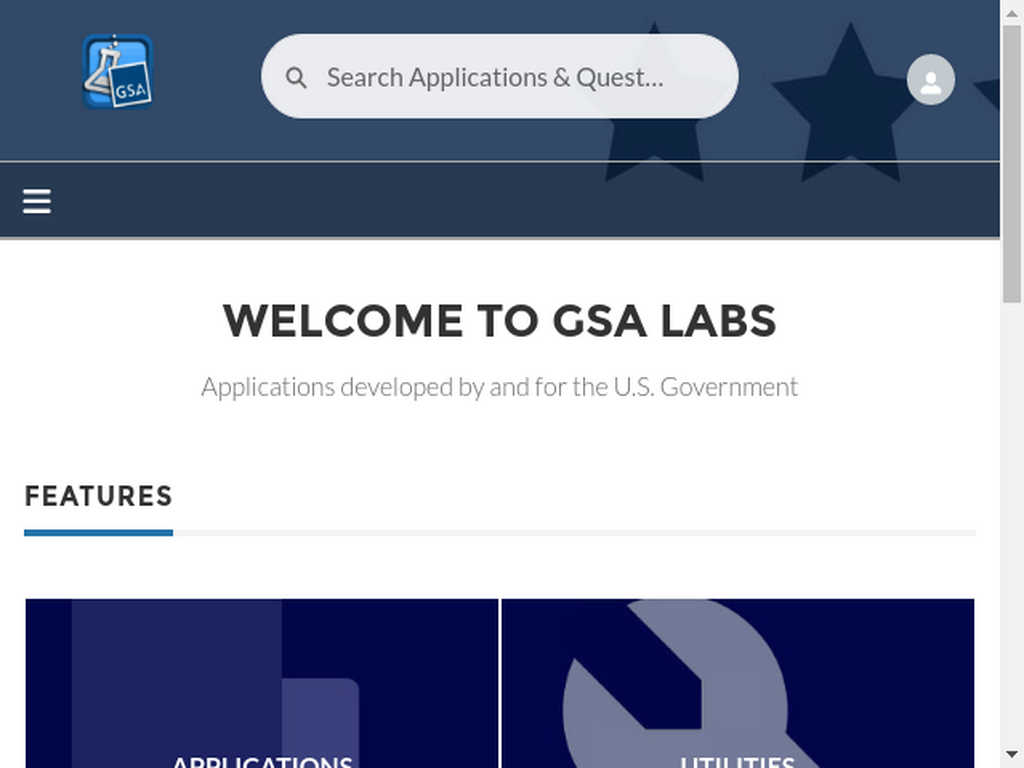 GSA
Search Applications & Quest...
WELCOME TO GSA LABS
Applications developed by and for the U.S. Government
FEATURES
APPLICATIONS
UTILITIES